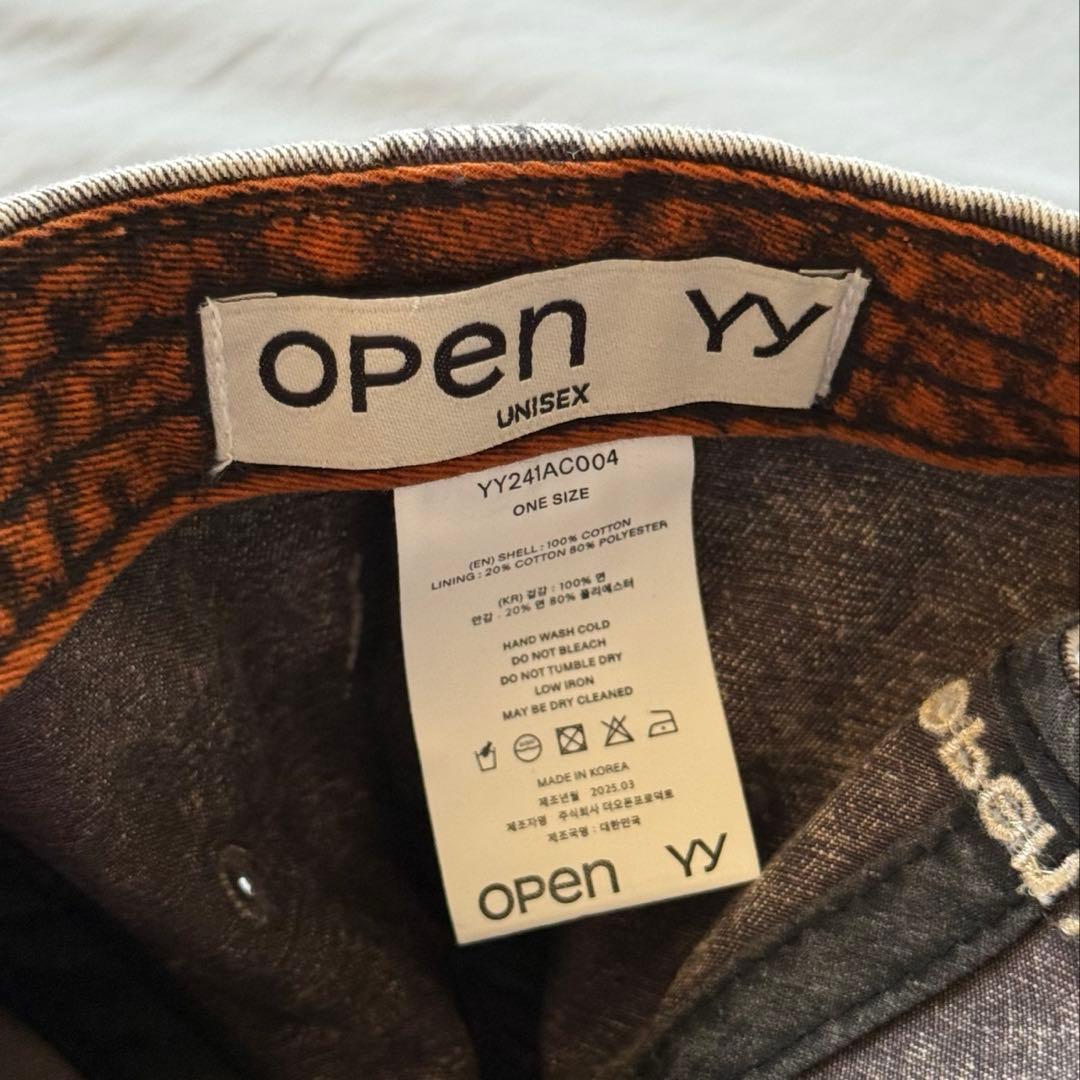 open YY
UNISEX
YY241AC004
ONE SIZE
(EN) SHELL : 100% COTTON
LINING : 20% COTTON 80% POLYESTER
(KR) 겉감 : 100% 면
안감 : 20% 면 80% 폴리에스터
HAND WASH COLD
DO NOT BLEACH
DO NOT TUMBLE DRY
LOW IRON
MAY BE DRY CLEANED
MADE IN KOREA
제조년월 2025.03
제조자명 주식회사 더오픈프로덕트
제조국명 : 대한민국
open YY